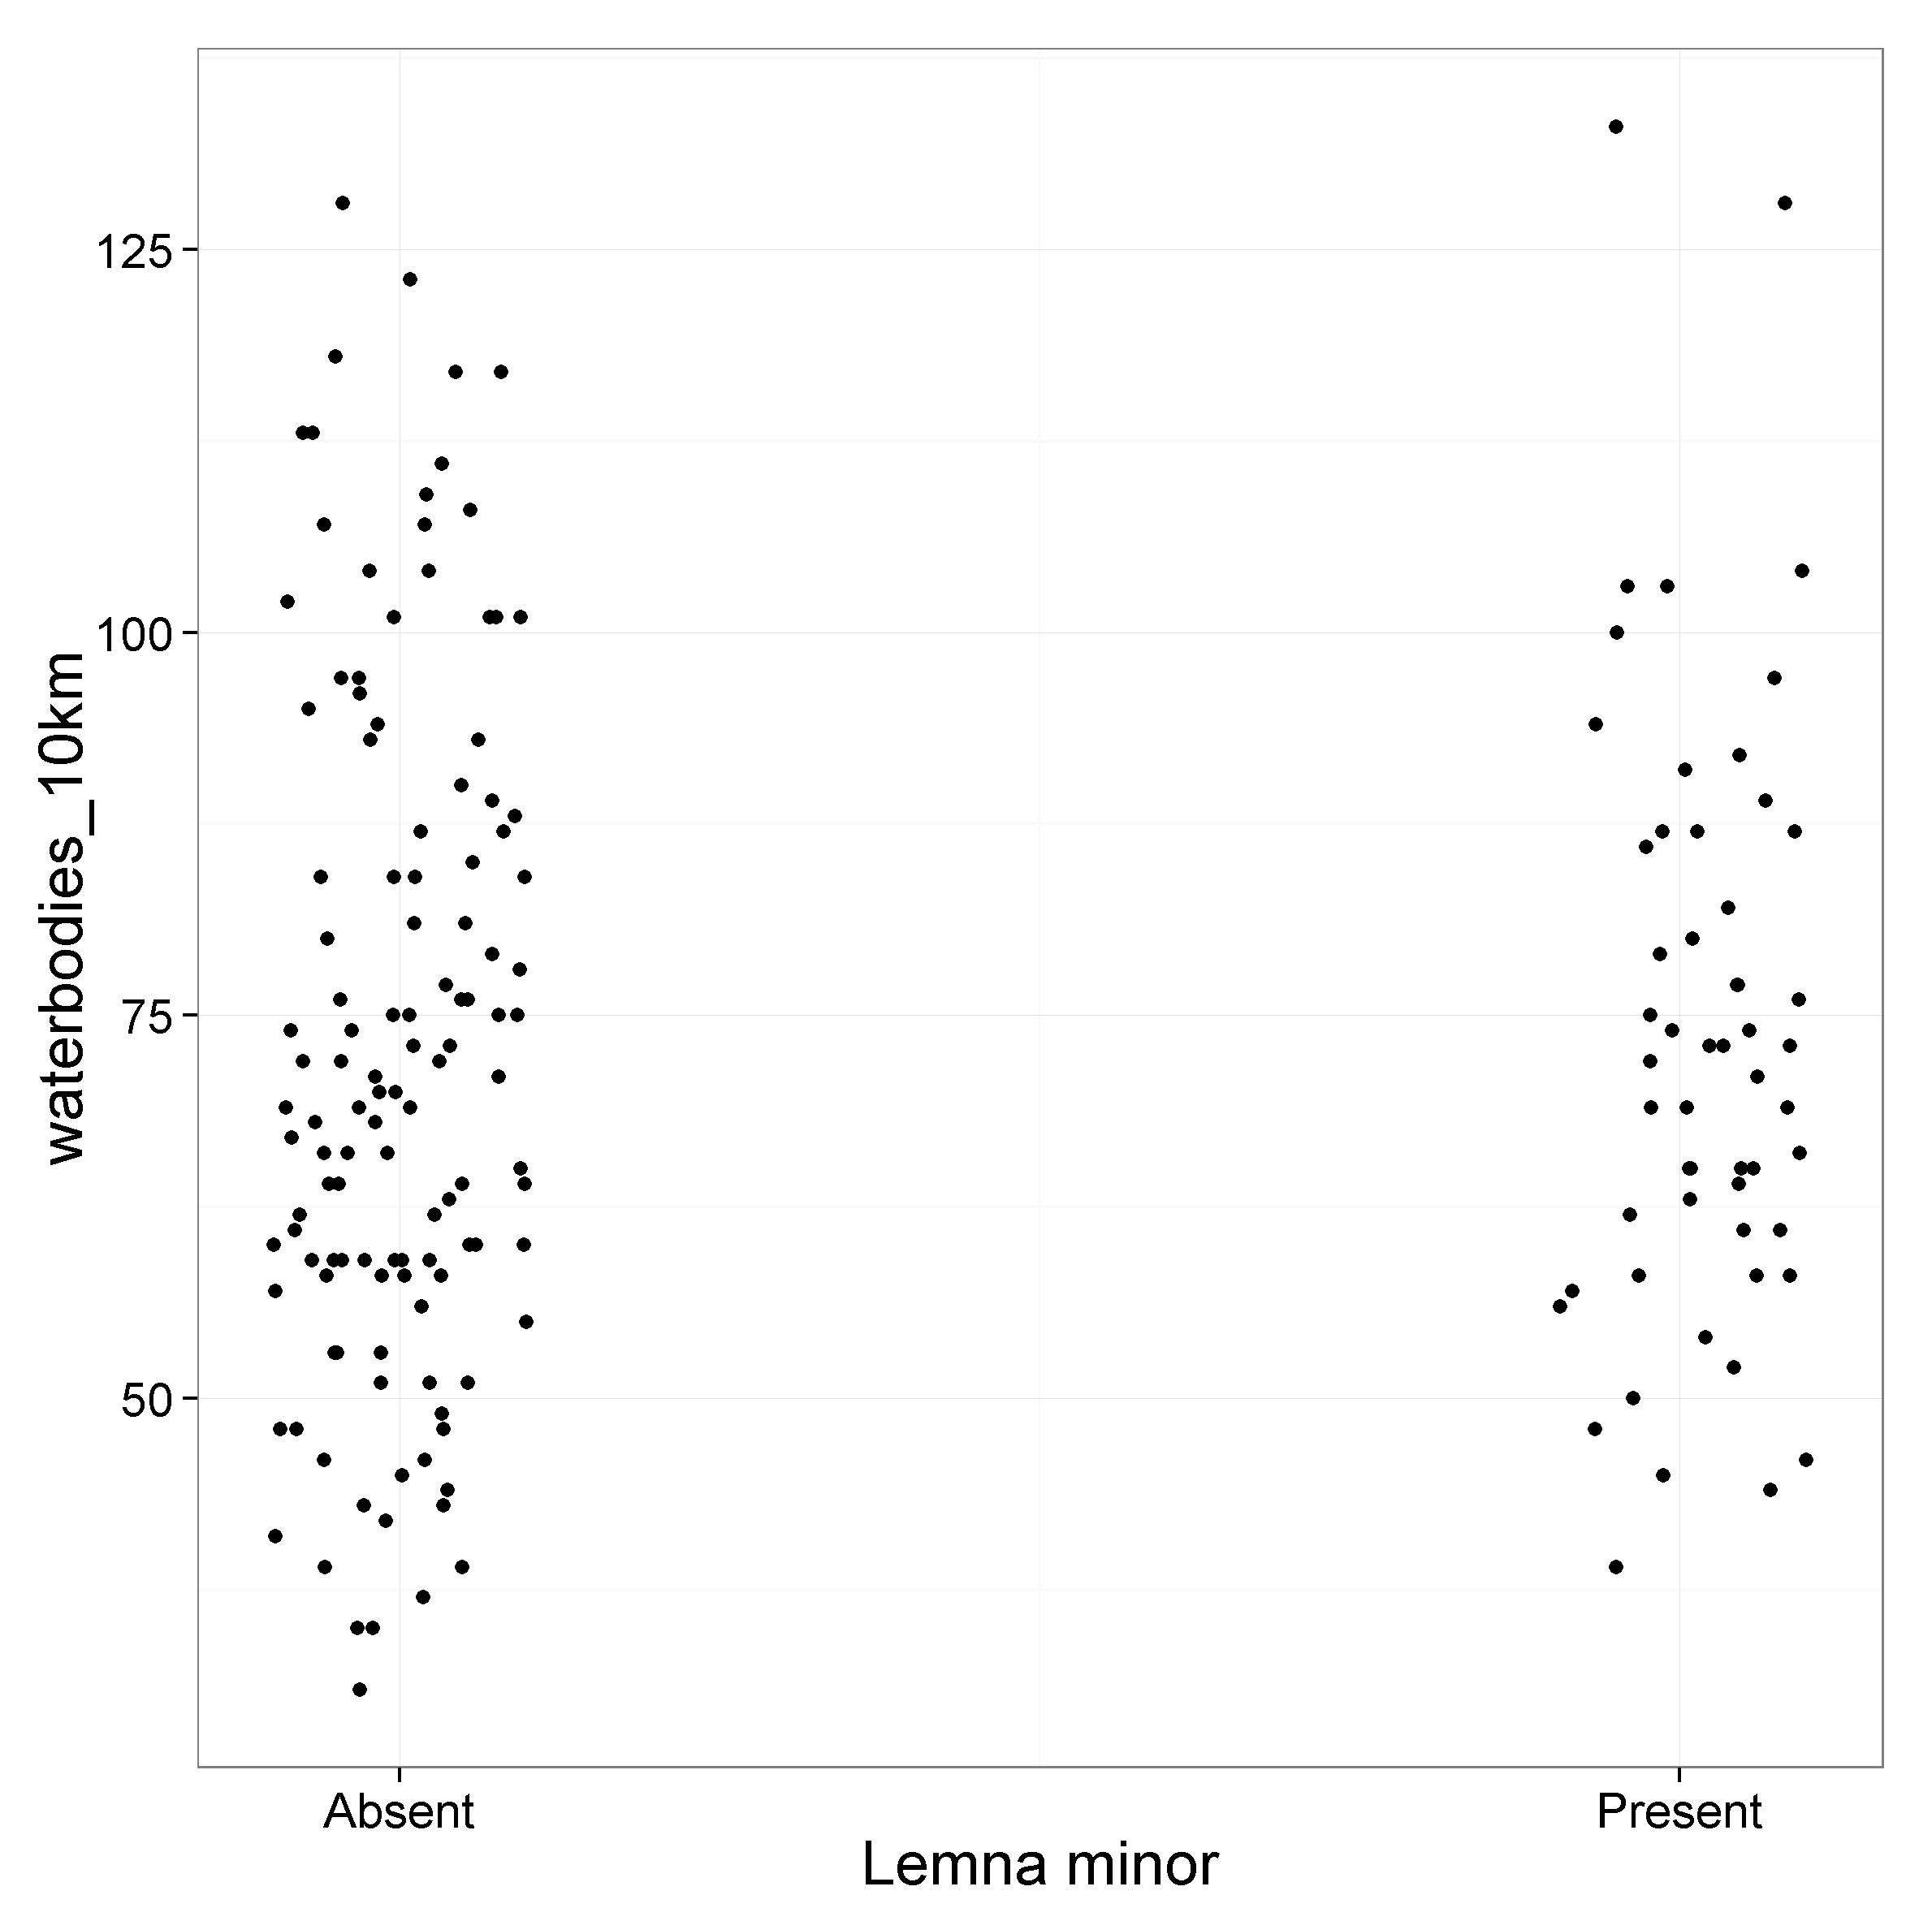 waterbodies_10km
125
100
75
50
Absent
Present
Lemna minor